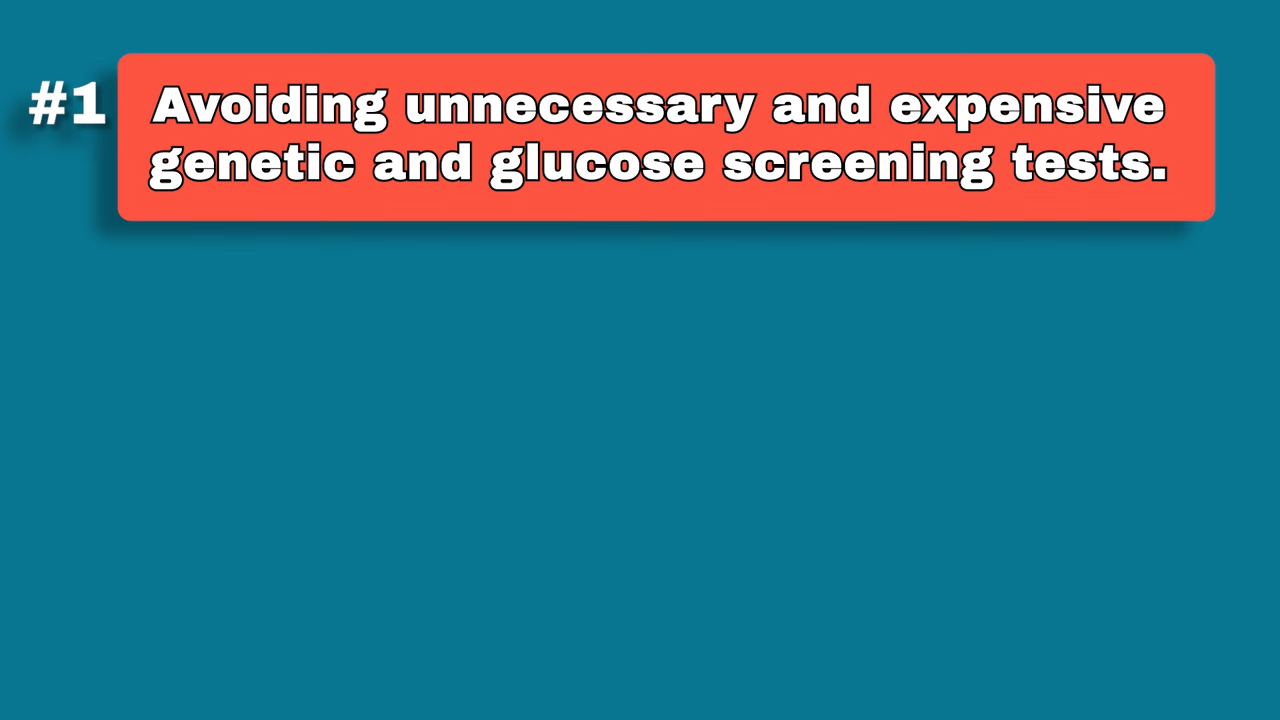 #1 Avoiding unnecessary and expensive
genetic and glucose screening tests.